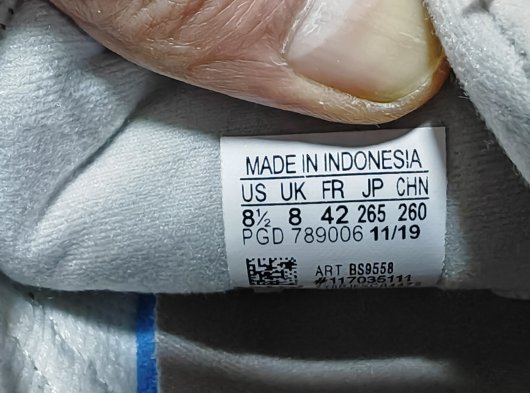 MADE IN INDONESIA
US UK FR JP CHN
8½ 8 42 265 260
PGD 789006 11/19
ART BS9558
#117035111